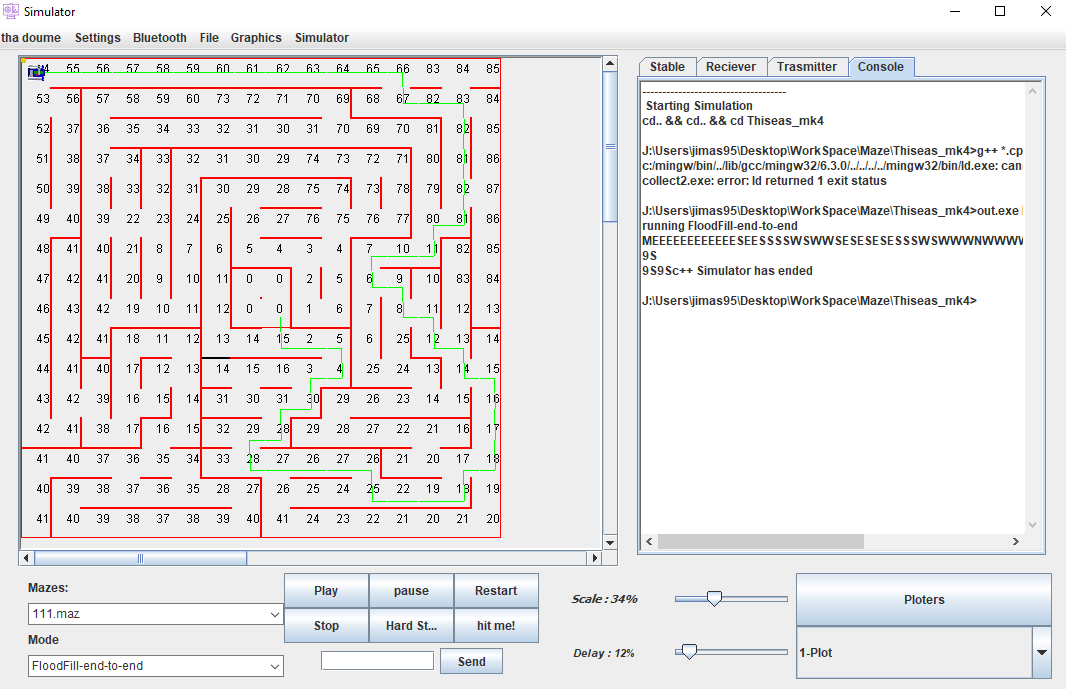 Simulator
tha doume Settings Bluetooth File Graphics Simulator
55 56 57 58 59 60 61 62 63 64 65 66 83 84 85
53 56 57 58 59 60 73 72 71 70 69 68 67 82 83 84
52 37 36 35 34 33 32 31 30 31 70 69 70 81 82 85
51 38 37 34 33 32 31 30 29 74 73 72 71 80 81 86
50 39 38 33 32 31 30 29 28 75 74 73 78
49 40 39 22 23 24 25 26 27 76 75 76 77 80 81 86
48 41 40 21 8 7 6 5 4 3 4 7 10 11 82 85
47 42 41 20 9 10 11 0 0 2 5 6 9 10 83 84
46 43 42 19 10 11 12 0 0 1 6 7 8 11 12 13
45 42 41 18 11 12 13 14 15 2 5 6 25 12 13 14
44 41 40 17 12 13 14 15 16 3 4 25 24 13 14 15
43 42 39 16 15 14 31 30 31 30 29 26 23 14 15 16
42 41 38 17 16 15 32 29 28 29 28 27 22 21 16 17
41 40 37 36 35 34 33 28 27 26 27 26 21 20 17 18
40 39 38 37 36 35 28 27 26 25 24 25 22 19 18 19
41 40 39 38 37 38 39 40 41 24 23 22 21 20 21 20
Stable Reciever Trasmitter Console
------------------------------------
Starting Simulation
cd.. && cd.. && cd Thiseas_mk4
J:\Users\jimas95\Desktop\WorkSpace\Maze\Thiseas_mk4>g++ *.cp
c:/mingw/bin/../lib/gcc/mingw32/6.3.0/../../../../mingw32/bin/ld.exe: can
collect2.exe: error: ld returned 1 exit status
J:\Users\jimas95\Desktop\WorkSpace\Maze\Thiseas_mk4>out.exe
running FloodFill-end-to-end
MEEEEEEEEEEEESEESSSSWSWWSESESESESSSWSWWWNWWWW
9S
9S9Sc++ Simulator has ended
J:\Users\jimas95\Desktop\WorkSpace\Maze\Thiseas_mk4>
Mazes:
111.maz
Mode
FloodFill-end-to-end
Play pause Restart
Stop Hard St... hit me!
Send
Scale : 34%
Delay : 12%
Ploters
1-Plot